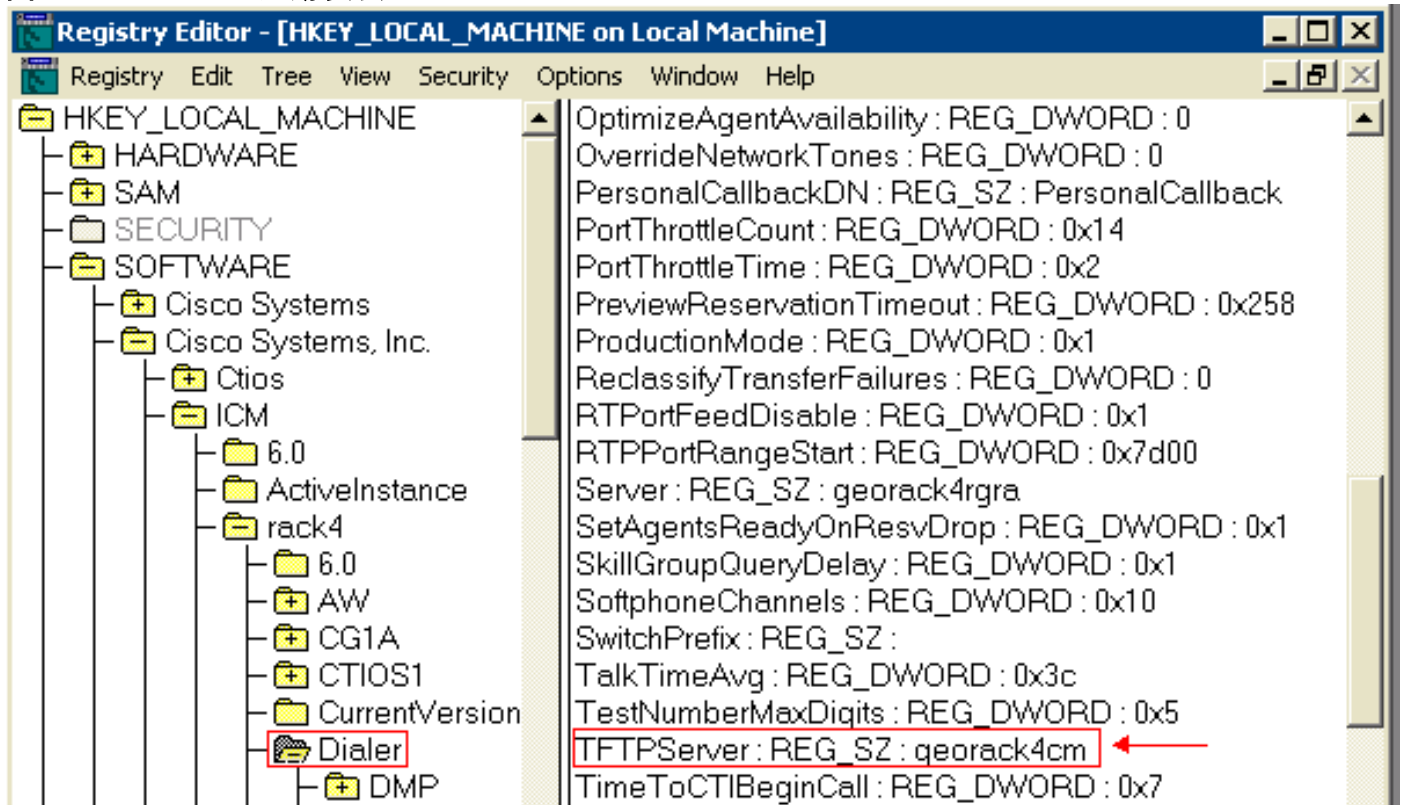 Registry Editor - [HKEY_LOCAL_MACHINE on Local Machine]
Registry Edit Tree View Security Options Window Help
HKEY_LOCAL_MACHINE
HARDWARE
SAM
SECURITY
SOFTWARE
Cisco Systems
Cisco Systems, Inc.
Ctios
ICM
6.0
ActiveInstance
rack4
6.0
AW
CG1A
CTIOS1
CurrentVersion
Dialer
DMP
OptimizeAgentAvailability : REG_DWORD : 0
OverrideNetworkTones : REG_DWORD : 0
PersonalCallbackDN : REG_SZ : PersonalCallback
PortThrottleCount : REG_DWORD : 0x14
PortThrottleTime : REG_DWORD : 0x2
PreviewReservationTimeout : REG_DWORD : 0x258
ProductionMode : REG_DWORD : 0x1
ReclassifyTransferFailures : REG_DWORD : 0
RTPortFeedDisable : REG_DWORD : 0x1
RTPPortRangeStart : REG_DWORD : 0x7d00
Server : REG_SZ : georack4rgra
SetAgentsReadyOnResvDrop : REG_DWORD : 0x1
SkillGroupQueryDelay : REG_DWORD : 0x1
SoftphoneChannels : REG_DWORD : 0x10
SwitchPrefix : REG_SZ :
TalkTimeAvg : REG_DWORD : 0x3c
TestNumberMaxDigits : REG_DWORD : 0x5
TFTPServer : REG_SZ : georack4cm
TimeToCTIBeginCall : REG_DWORD : 0x7